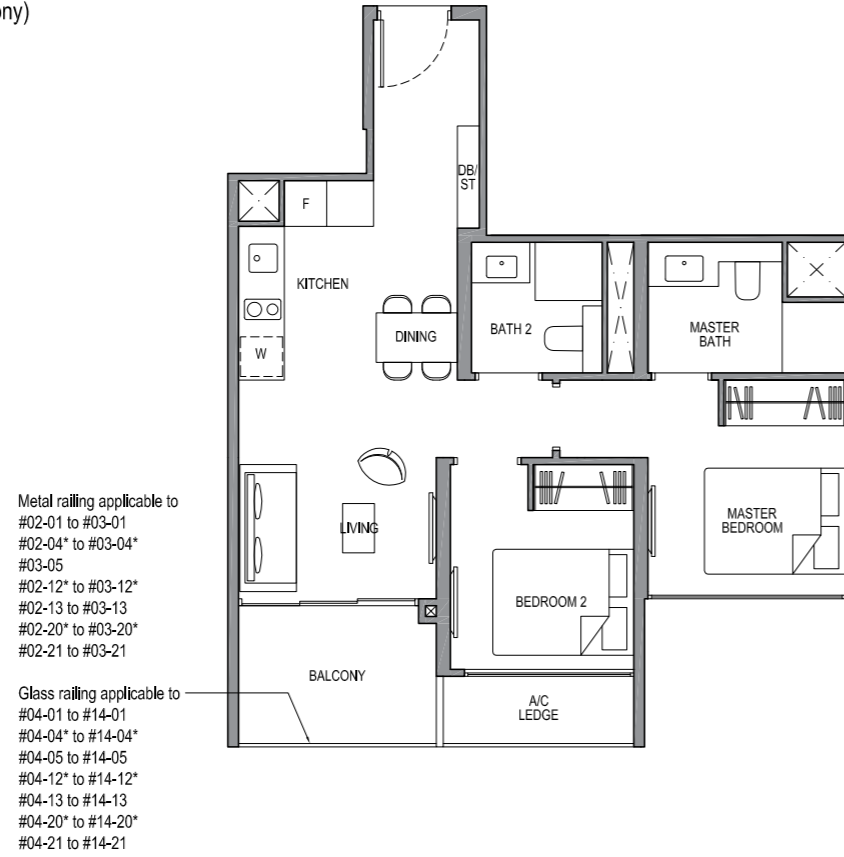 ony)
DB/
ST
F
KITCHEN
DINING
BATH 2
MASTER
BATH
W
LIVING
MASTER
BEDROOM
BEDROOM 2
BALCONY
A/C
LEDGE
Metal railing applicable to
#02-01 to #03-01
#02-04* to #03-04*
#03-05
#02-12* to #03-12*
#02-13 to #03-13
#02-20* to #03-20*
#02-21 to #03-21
Glass railing applicable to
#04-01 to #14-01
#04-04* to #14-04*
#04-05 to #14-05
#04-12* to #14-12*
#04-13 to #14-13
#04-20* to #14-20*
#04-21 to #14-21